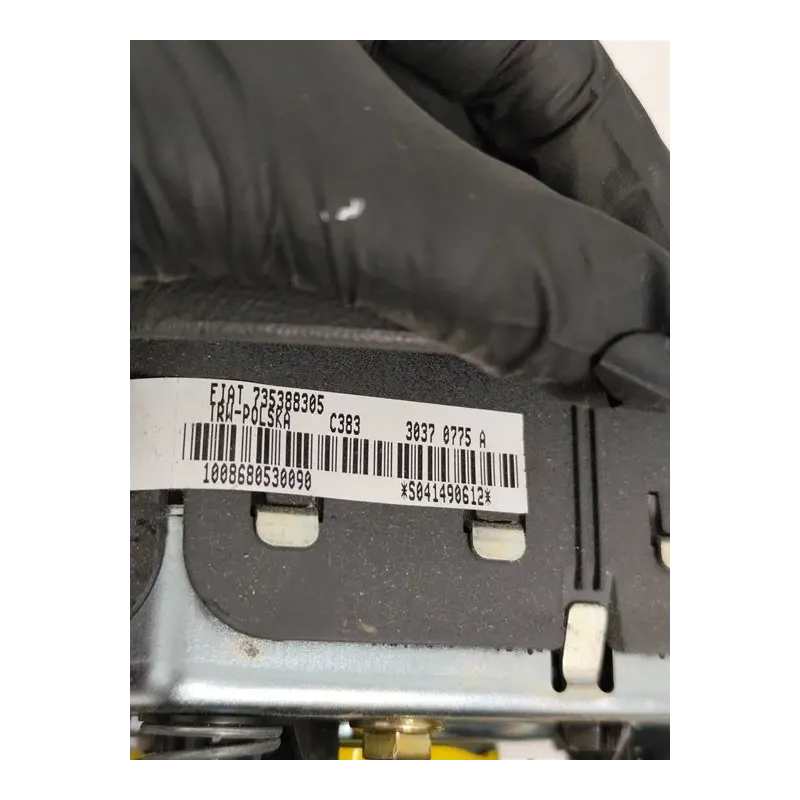 FIAT 735388305
TRW-POLSKA C383 3037 0775 A
1008680530090 *S041490612*